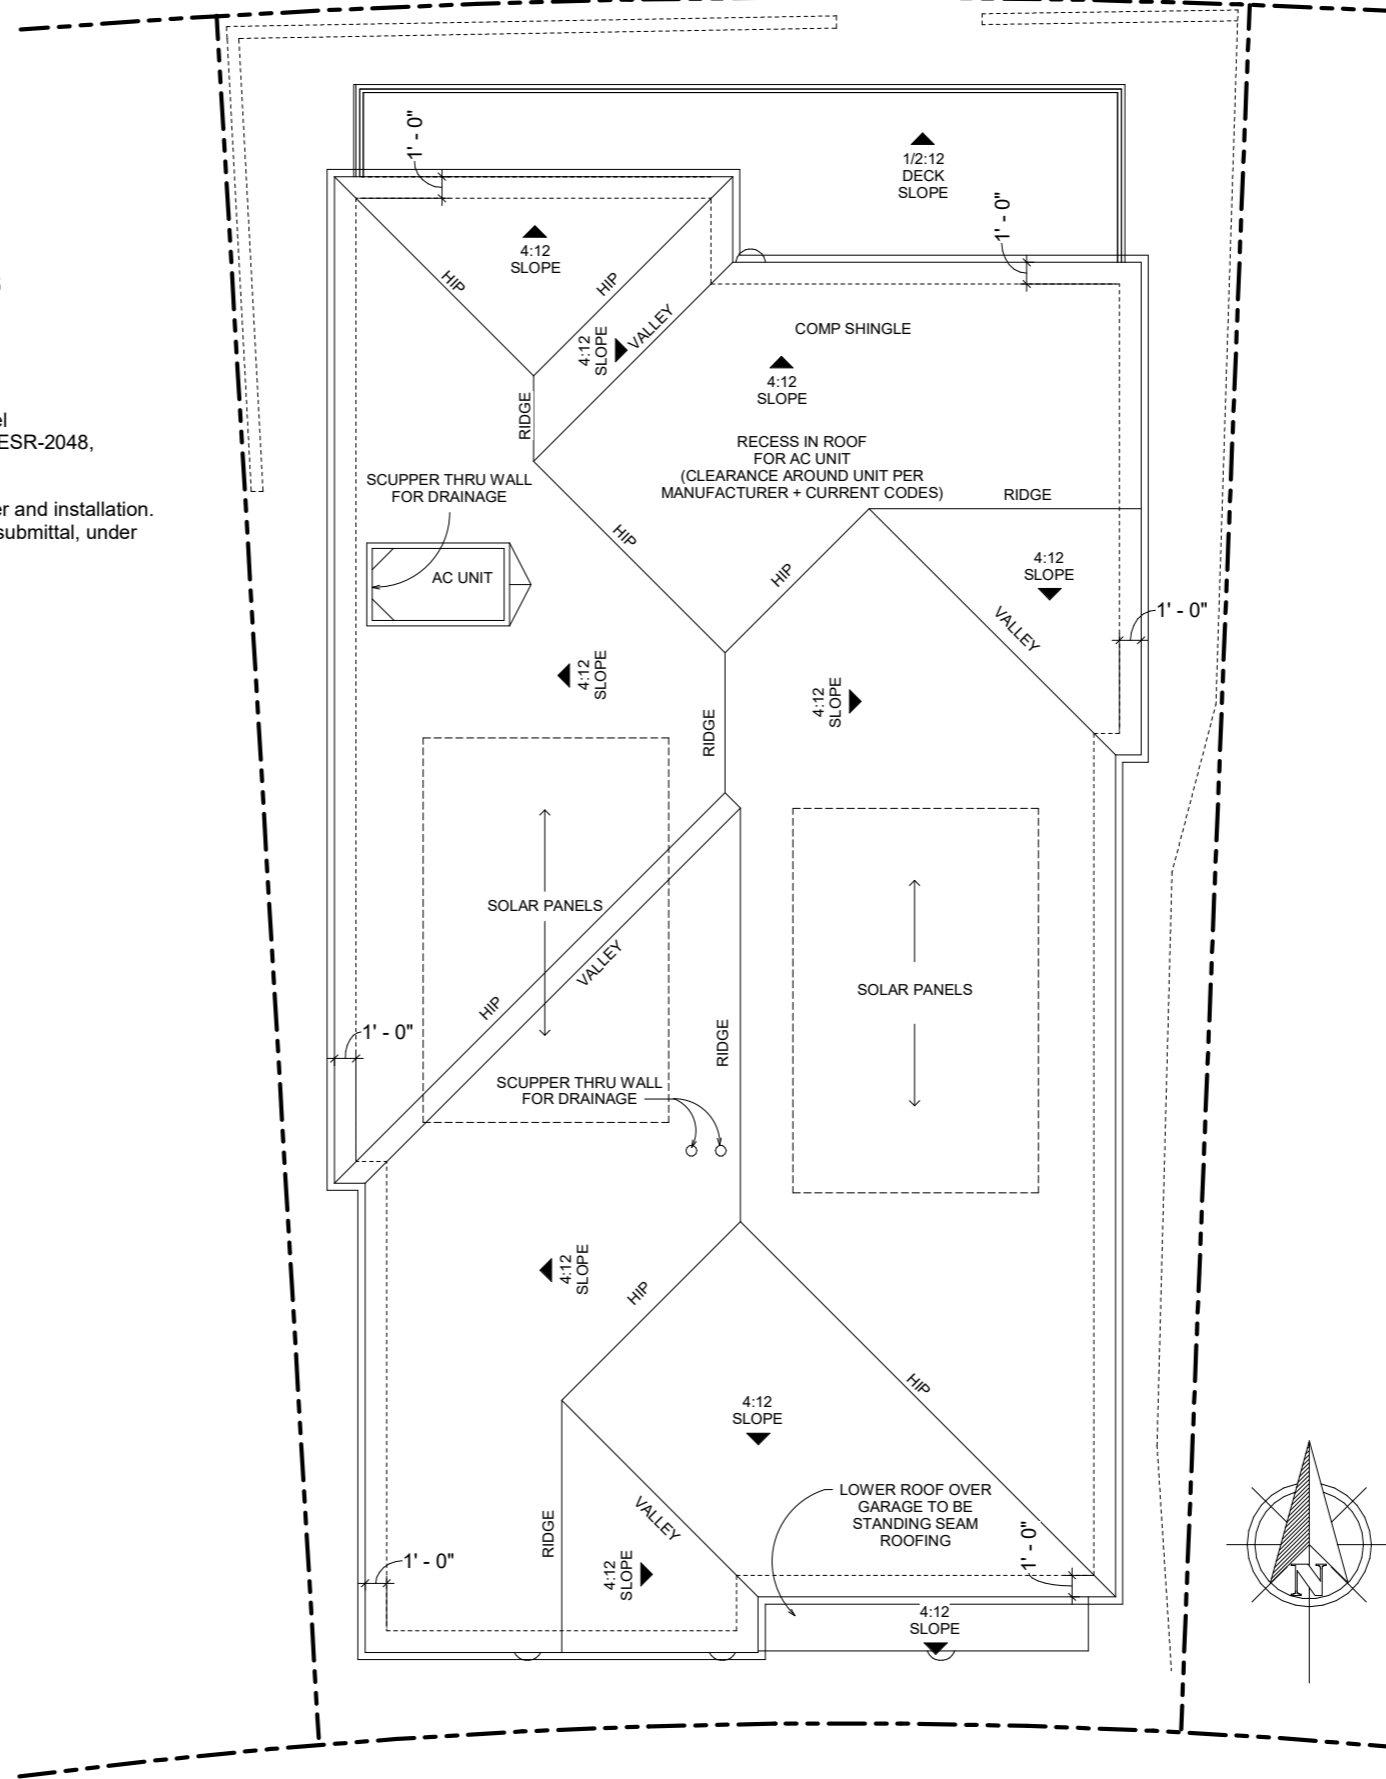 1' - 0"
1/2:12
DECK
SLOPE
1' - 0"
4:12
SLOPE
HIP
HIP
VALLEY
4:12
SLOPE
COMP SHINGLE
4:12
SLOPE
RIDGE
el
ESR-2048,
RECESS IN ROOF
FOR AC UNIT
(CLEARANCE AROUND UNIT PER
MANUFACTURER + CURRENT CODES)
SCUPPER THRU WALL
FOR DRAINAGE
RIDGE
er and installation.
submittal, under
HIP
AC UNIT
HIP
4:12
SLOPE
1' - 0"
VALLEY
4:12
SLOPE
4:12
SLOPE
RIDGE
SOLAR PANELS
VALLEY
HIP
SOLAR PANELS
1' - 0"
RIDGE
SCUPPER THRU WALL
FOR DRAINAGE
4:12
SLOPE
HIP
HIP
4:12
SLOPE
LOWER ROOF OVER
GARAGE TO BE
STANDING SEAM
ROOFING
VALLEY
RIDGE
1' - 0"
1' - 0"
4:12
SLOPE
4:12
SLOPE
N